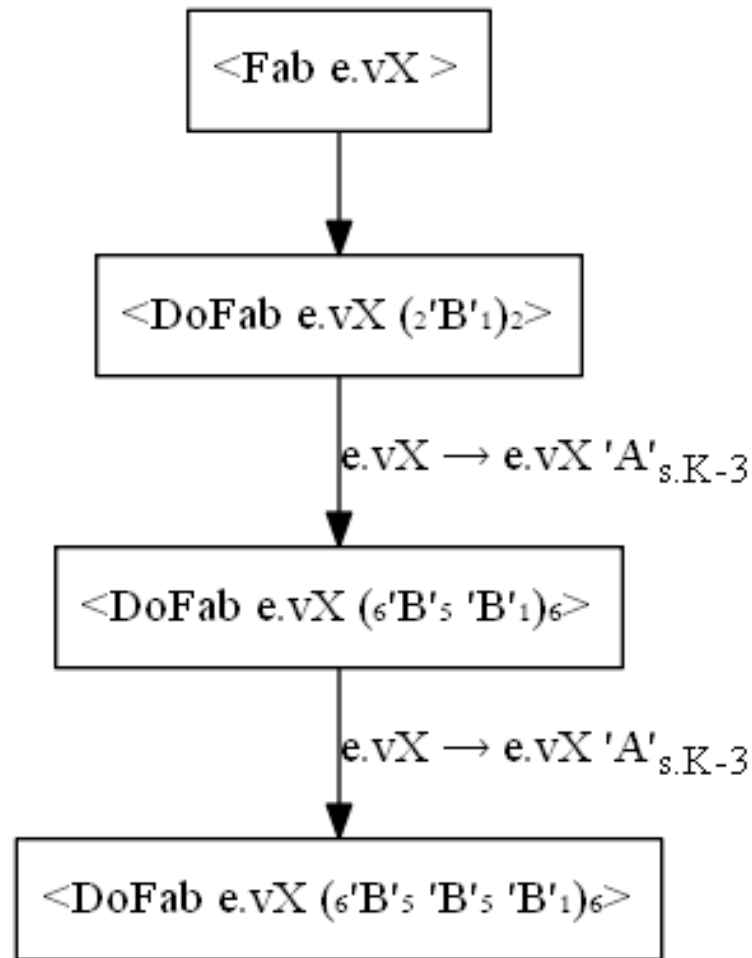 <Fab e.vX >
<DoFab e.vX (₂'B'₁)₂>
e.vX → e.vX 'A'ₛ.K-3
<DoFab e.vX (₆'B'₅ 'B'₁)₆>
e.vX → e.vX 'A'ₛ.K-3
<DoFab e.vX (₆'B'₅ 'B'₅ 'B'₁)₆>